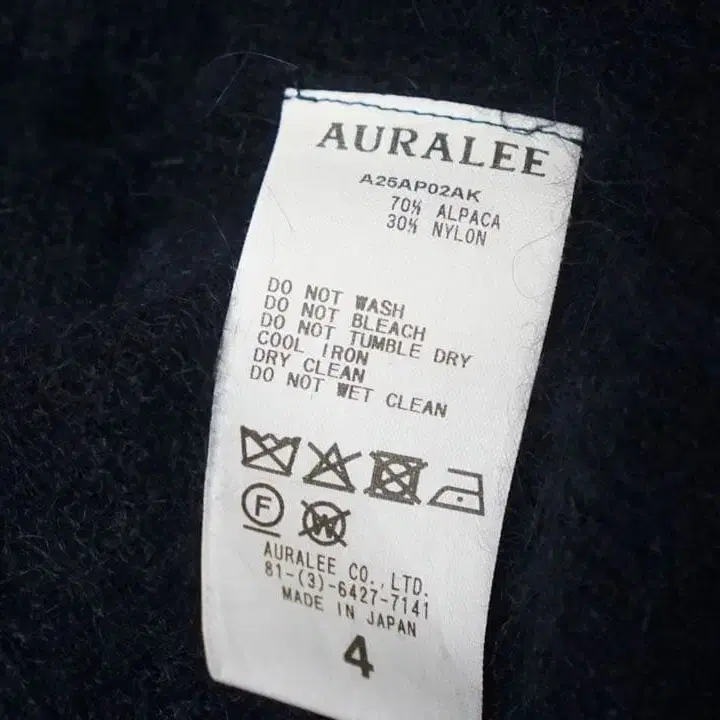 AURALEE
A25AP02AK
70% ALPACA
30% NYLON
DO NOT WASH
DO NOT BLEACH
DO NOT TUMBLE DRY
COOL IRON
DRY CLEAN
DO NOT WET CLEAN
F W
AURALEE CO., LTD.
81-(3)-6427-7141
MADE IN JAPAN
4